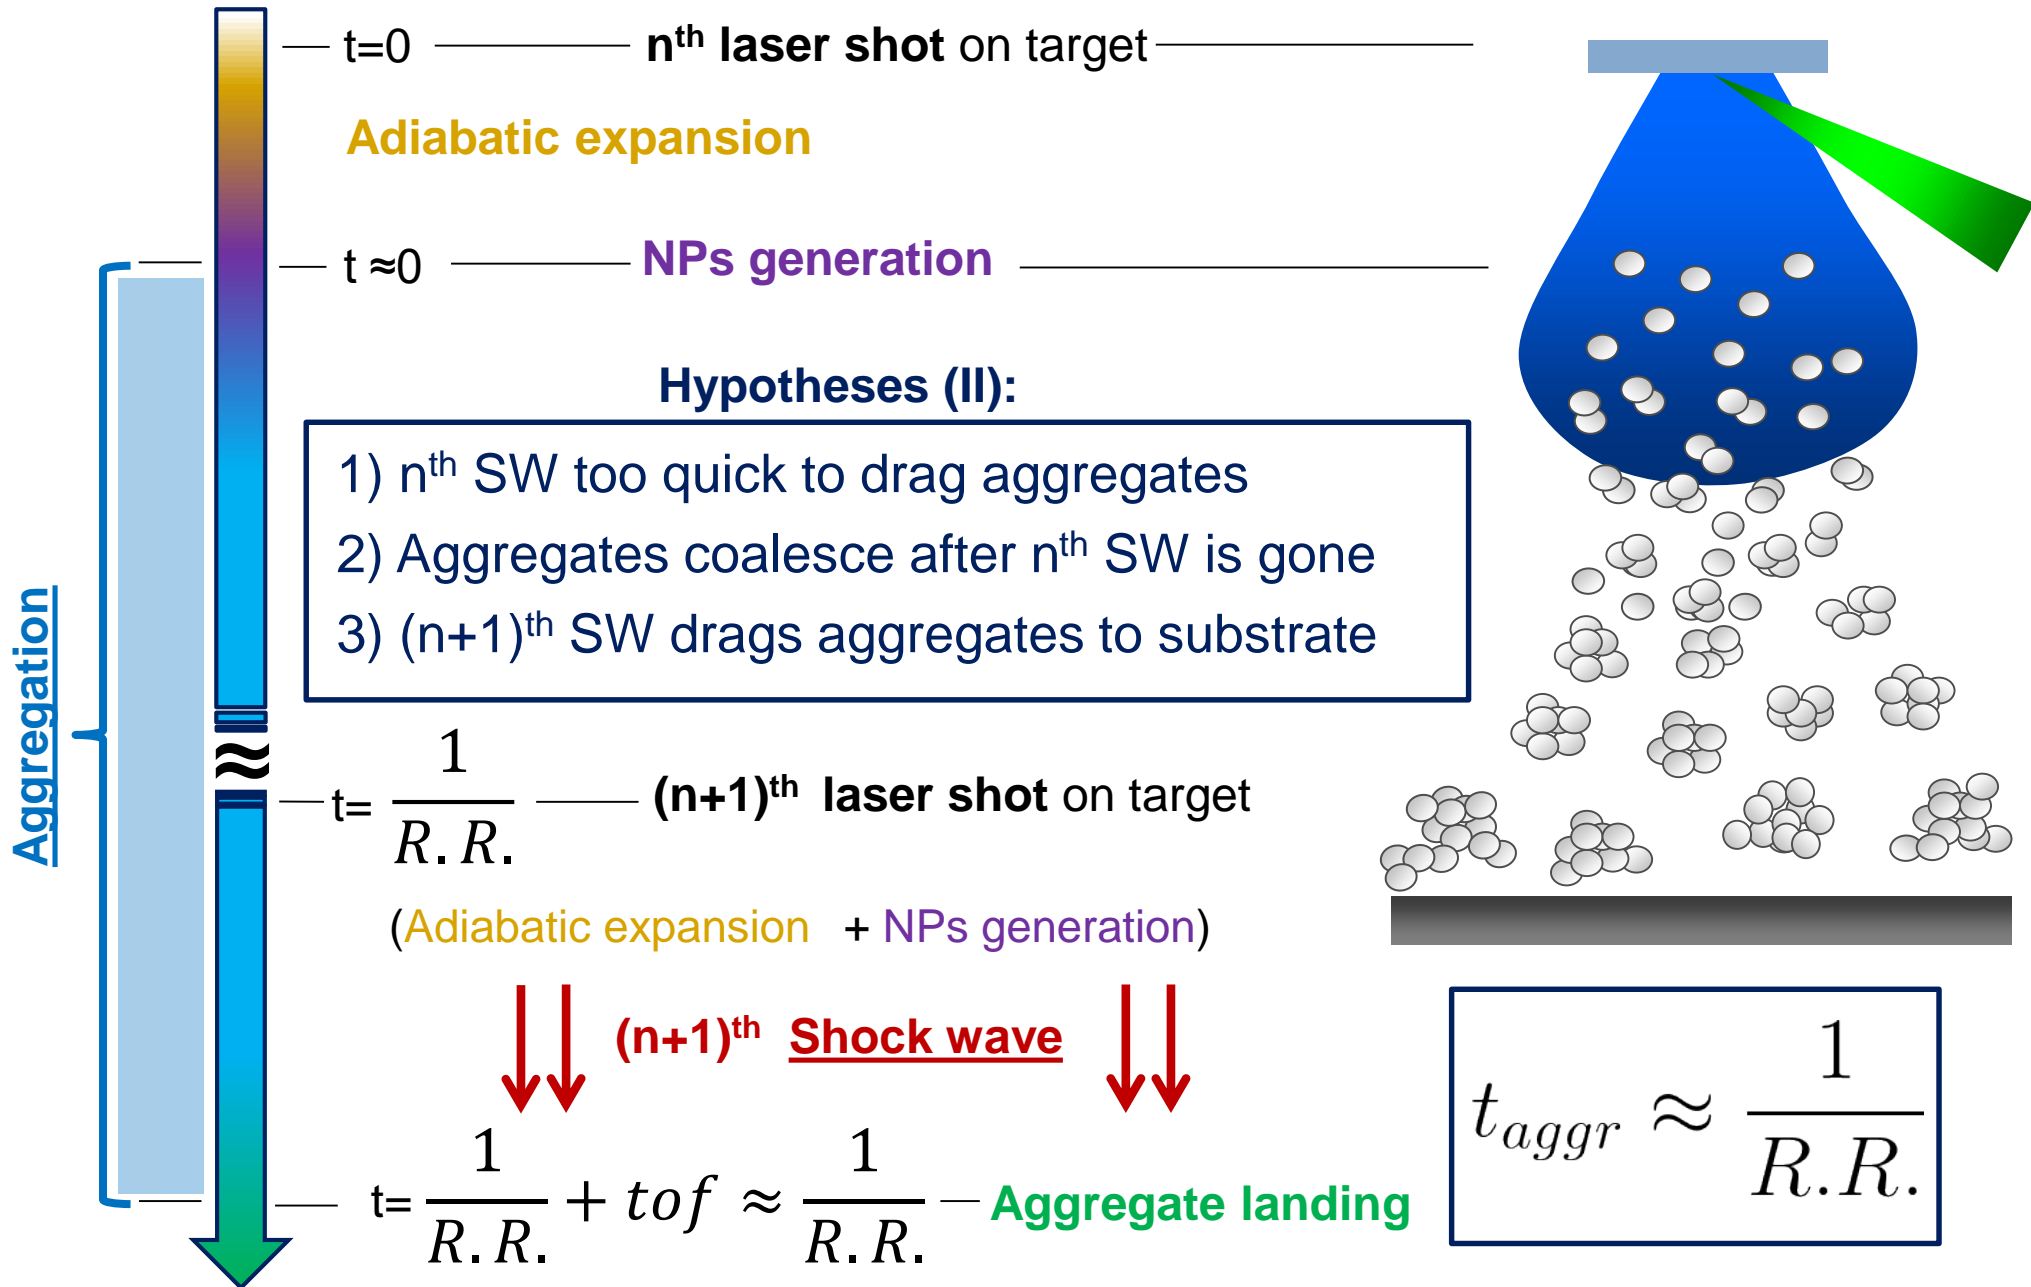 t=0 nth laser shot on target
Adiabatic expansion
t ≈0 NPs generation
Hypotheses (II):
1) nth SW too quick to drag aggregates
2) Aggregates coalesce after nth SW is gone
3) (n+1)th SW drags aggregates to substrate
Aggregation
≈
t= 1/R.R. (n+1)th laser shot on target
(Adiabatic expansion + NPs generation)
(n+1)th Shock wave
t= 1/R.R. + tof ≈ 1/R.R. Aggregate landing
t_aggr ≈ 1/R.R.